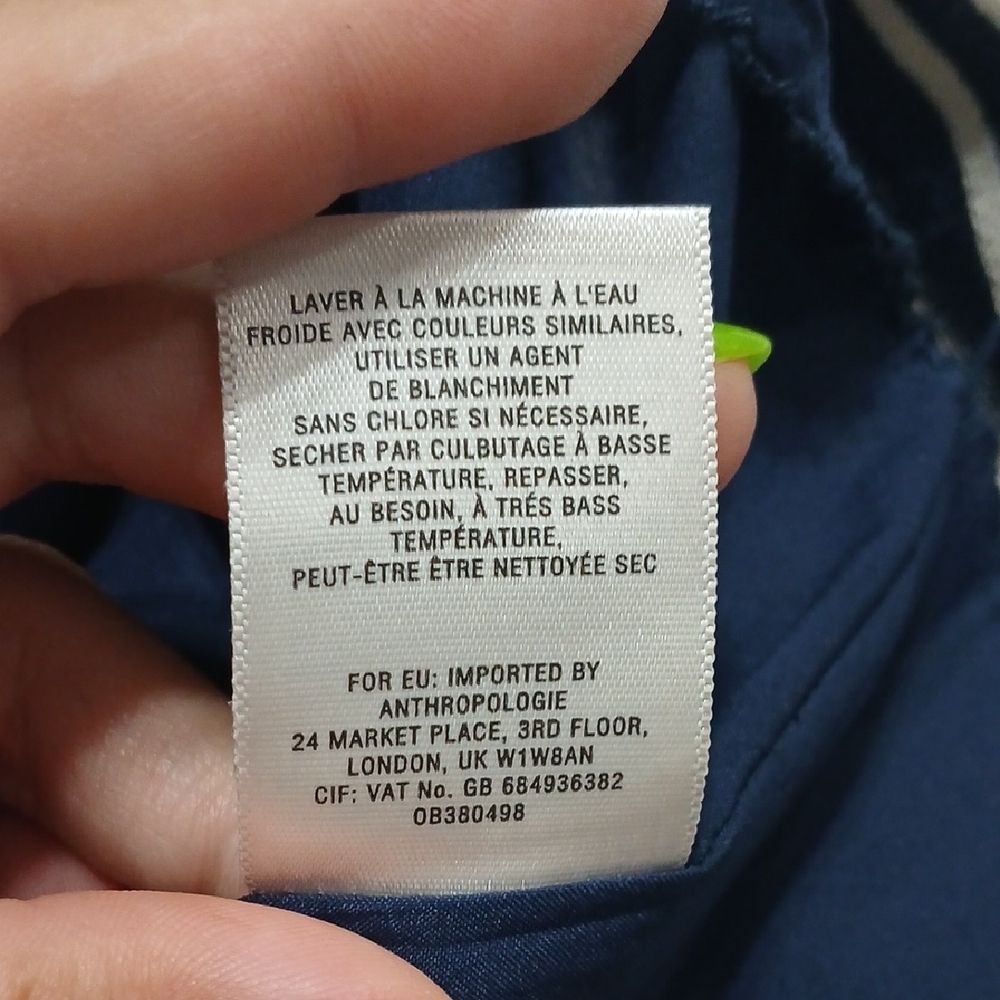 LAVER À LA MACHINE À L'EAU
FROIDE AVEC COULEURS SIMILAIRES,
UTILISER UN AGENT
DE BLANCHIMENT
SANS CHLORE SI NÉCESSAIRE,
SECHER PAR CULBUTAGE À BASSE
TEMPÉRATURE, REPASSER,
AU BESOIN, À TRÉS BASS
TEMPÉRATURE,
PEUT-ÊTRE ÊTRE NETTOYÉE SEC
FOR EU: IMPORTED BY
ANTHROPOLOGIE
24 MARKET PLACE, 3RD FLOOR,
LONDON, UK W1W8AN
CIF: VAT No. GB 684936382
OB380498